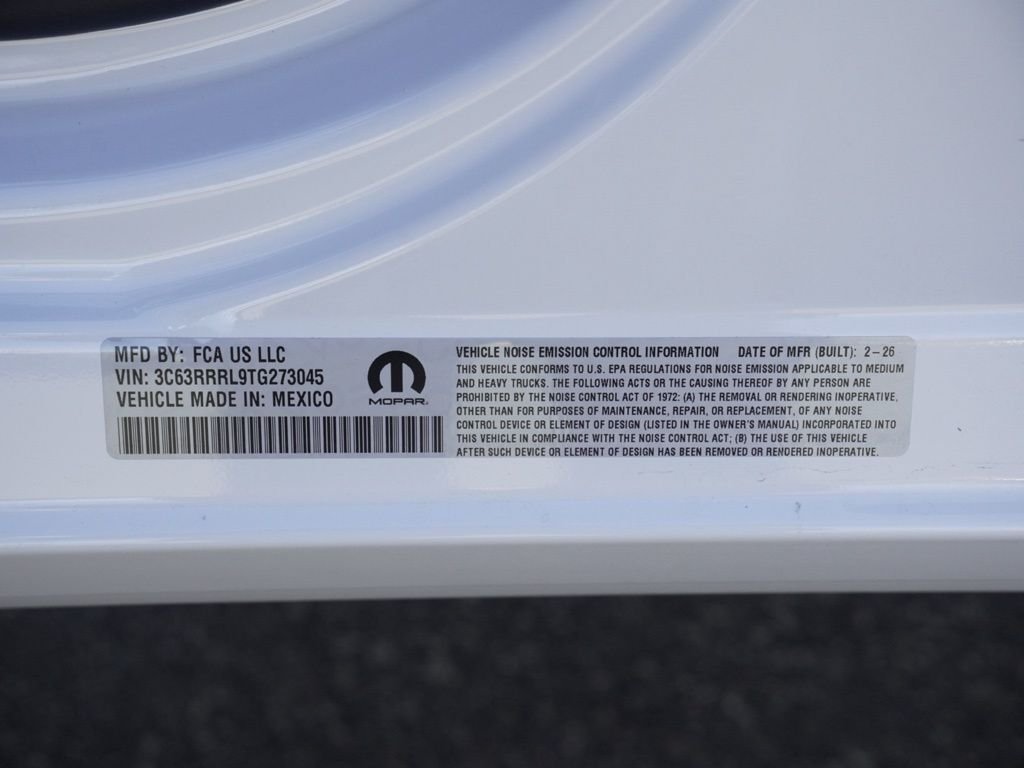 MFD BY: FCA US LLC
VIN: 3C63RRRL9TG273045
VEHICLE MADE IN: MEXICO
MOPAR
VEHICLE NOISE EMISSION CONTROL INFORMATION DATE OF MFR (BUILT): 2-26
THIS VEHICLE CONFORMS TO U.S. EPA REGULATIONS FOR NOISE EMISSION APPLICABLE TO MEDIUM
AND HEAVY TRUCKS. THE FOLLOWING ACTS OR THE CAUSING THEREOF BY ANY PERSON ARE
PROHIBITED BY THE NOISE CONTROL ACT OF 1972: (A) THE REMOVAL OR RENDERING INOPERATIVE,
OTHER THAN FOR PURPOSES OF MAINTENANCE, REPAIR, OR REPLACEMENT, OF ANY NOISE
CONTROL DEVICE OR ELEMENT OF DESIGN (LISTED IN THE OWNER'S MANUAL) INCORPORATED INTO
THIS VEHICLE IN COMPLIANCE WITH THE NOISE CONTROL ACT; (B) THE USE OF THIS VEHICLE
AFTER SUCH DEVICE OR ELEMENT OF DESIGN HAS BEEN REMOVED OR RENDERED INOPERATIVE.